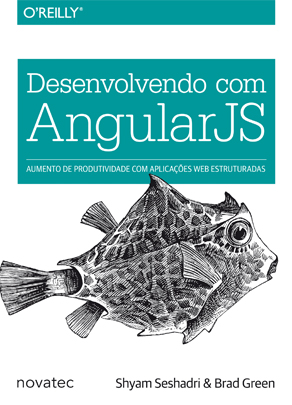 O'REILLY®
Desenvolvendo com
AngularJS
AUMENTO DE PRODUTIVIDADE COM APLICAÇÕES WEB ESTRUTURADAS
novatec
Shyam Seshadri & Brad Green